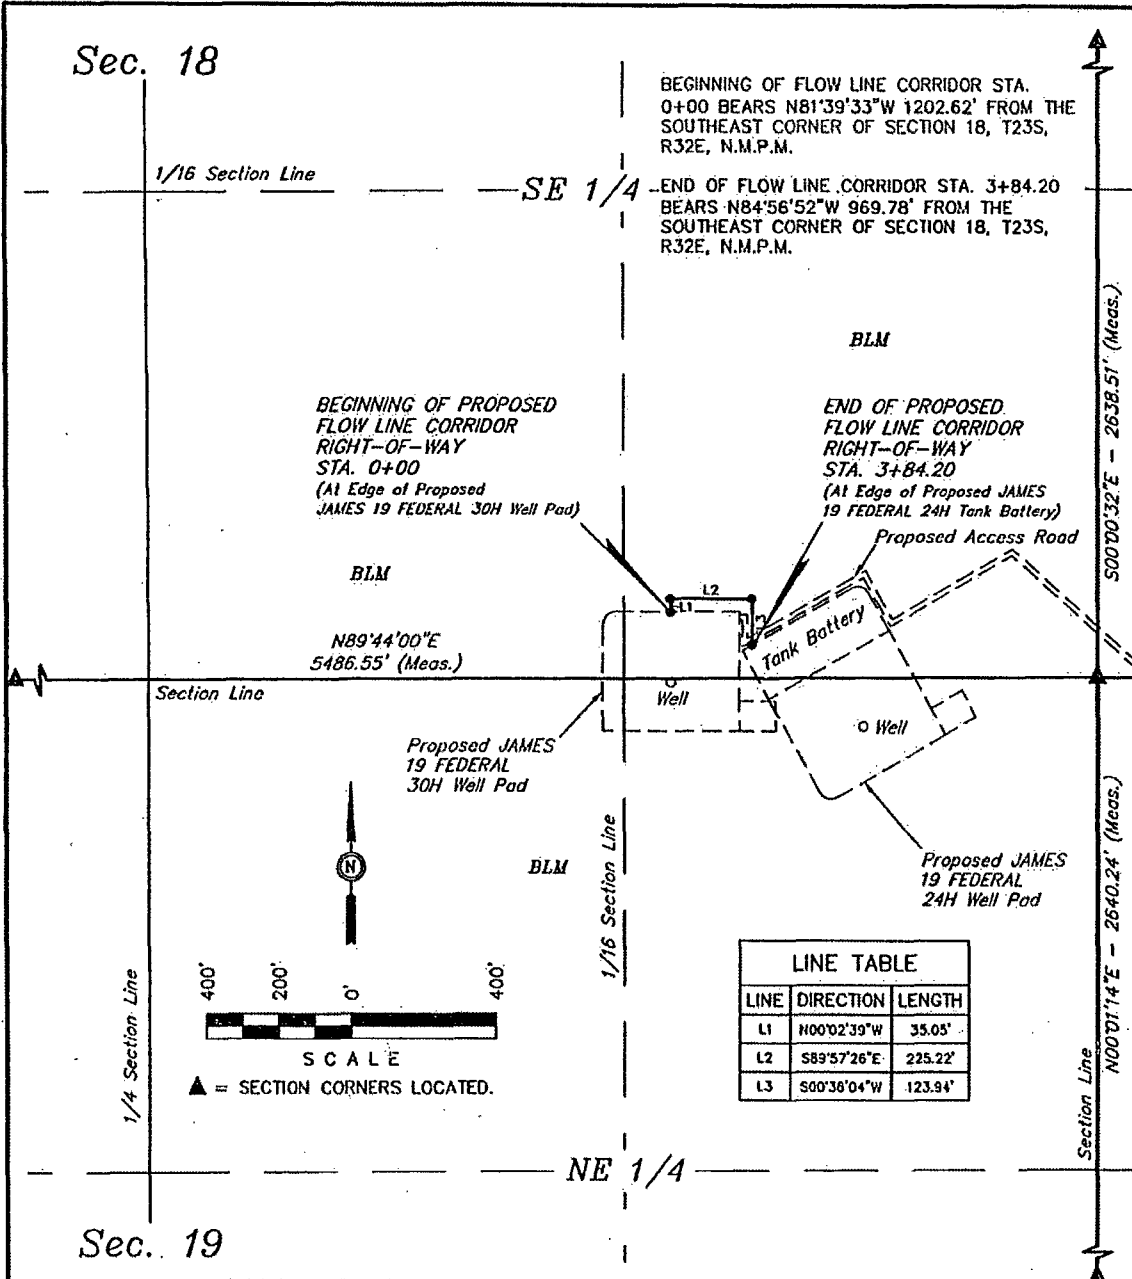 Sec. 18
BEGINNING OF FLOW LINE CORRIDOR STA.
0+00 BEARS N81°39'33"W 1202.62' FROM THE
SOUTHEAST CORNER OF SECTION 18, T23S,
R32E, N.M.P.M.
1/16 Section Line
SE 1/4
END OF FLOW LINE CORRIDOR STA. 3+84.20
BEARS N84°56'52"W 969.78' FROM THE
SOUTHEAST CORNER OF SECTION 18, T23S,
R32E, N.M.P.M.
S00°00'32"E - 2638.51' (Meas.)
BLM
BEGINNING OF PROPOSED
FLOW LINE CORRIDOR
RIGHT-OF-WAY
STA. 0+00
(At Edge of Proposed
JAMES 19 FEDERAL 30H Well Pad)
END OF PROPOSED
FLOW LINE CORRIDOR
RIGHT-OF-WAY
STA. 3+84.20
(At Edge of Proposed JAMES
19 FEDERAL 24H Tank Battery)
Proposed Access Road
BLM
L2
L1
Tank Battery
N89°44'00"E
5486.55' (Meas.)
Section Line
Well
Well
Proposed JAMES
19 FEDERAL
30H Well Pad
N
BLM
1/16 Section Line
Proposed JAMES
19 FEDERAL
24H Well Pad
N00°01'14"E - 2640.24' (Meas.)
400'
200'
0'
400'
SCALE
▲ = SECTION CORNERS LOCATED.
1/4 Section Line
LINE TABLE
LINE DIRECTION LENGTH
L1 N00°02'39"W 35.05'
L2 S89°57'26"E 225.22'
L3 S00°36'04"W 123.94'
Section Line
NE 1/4
Sec. 19